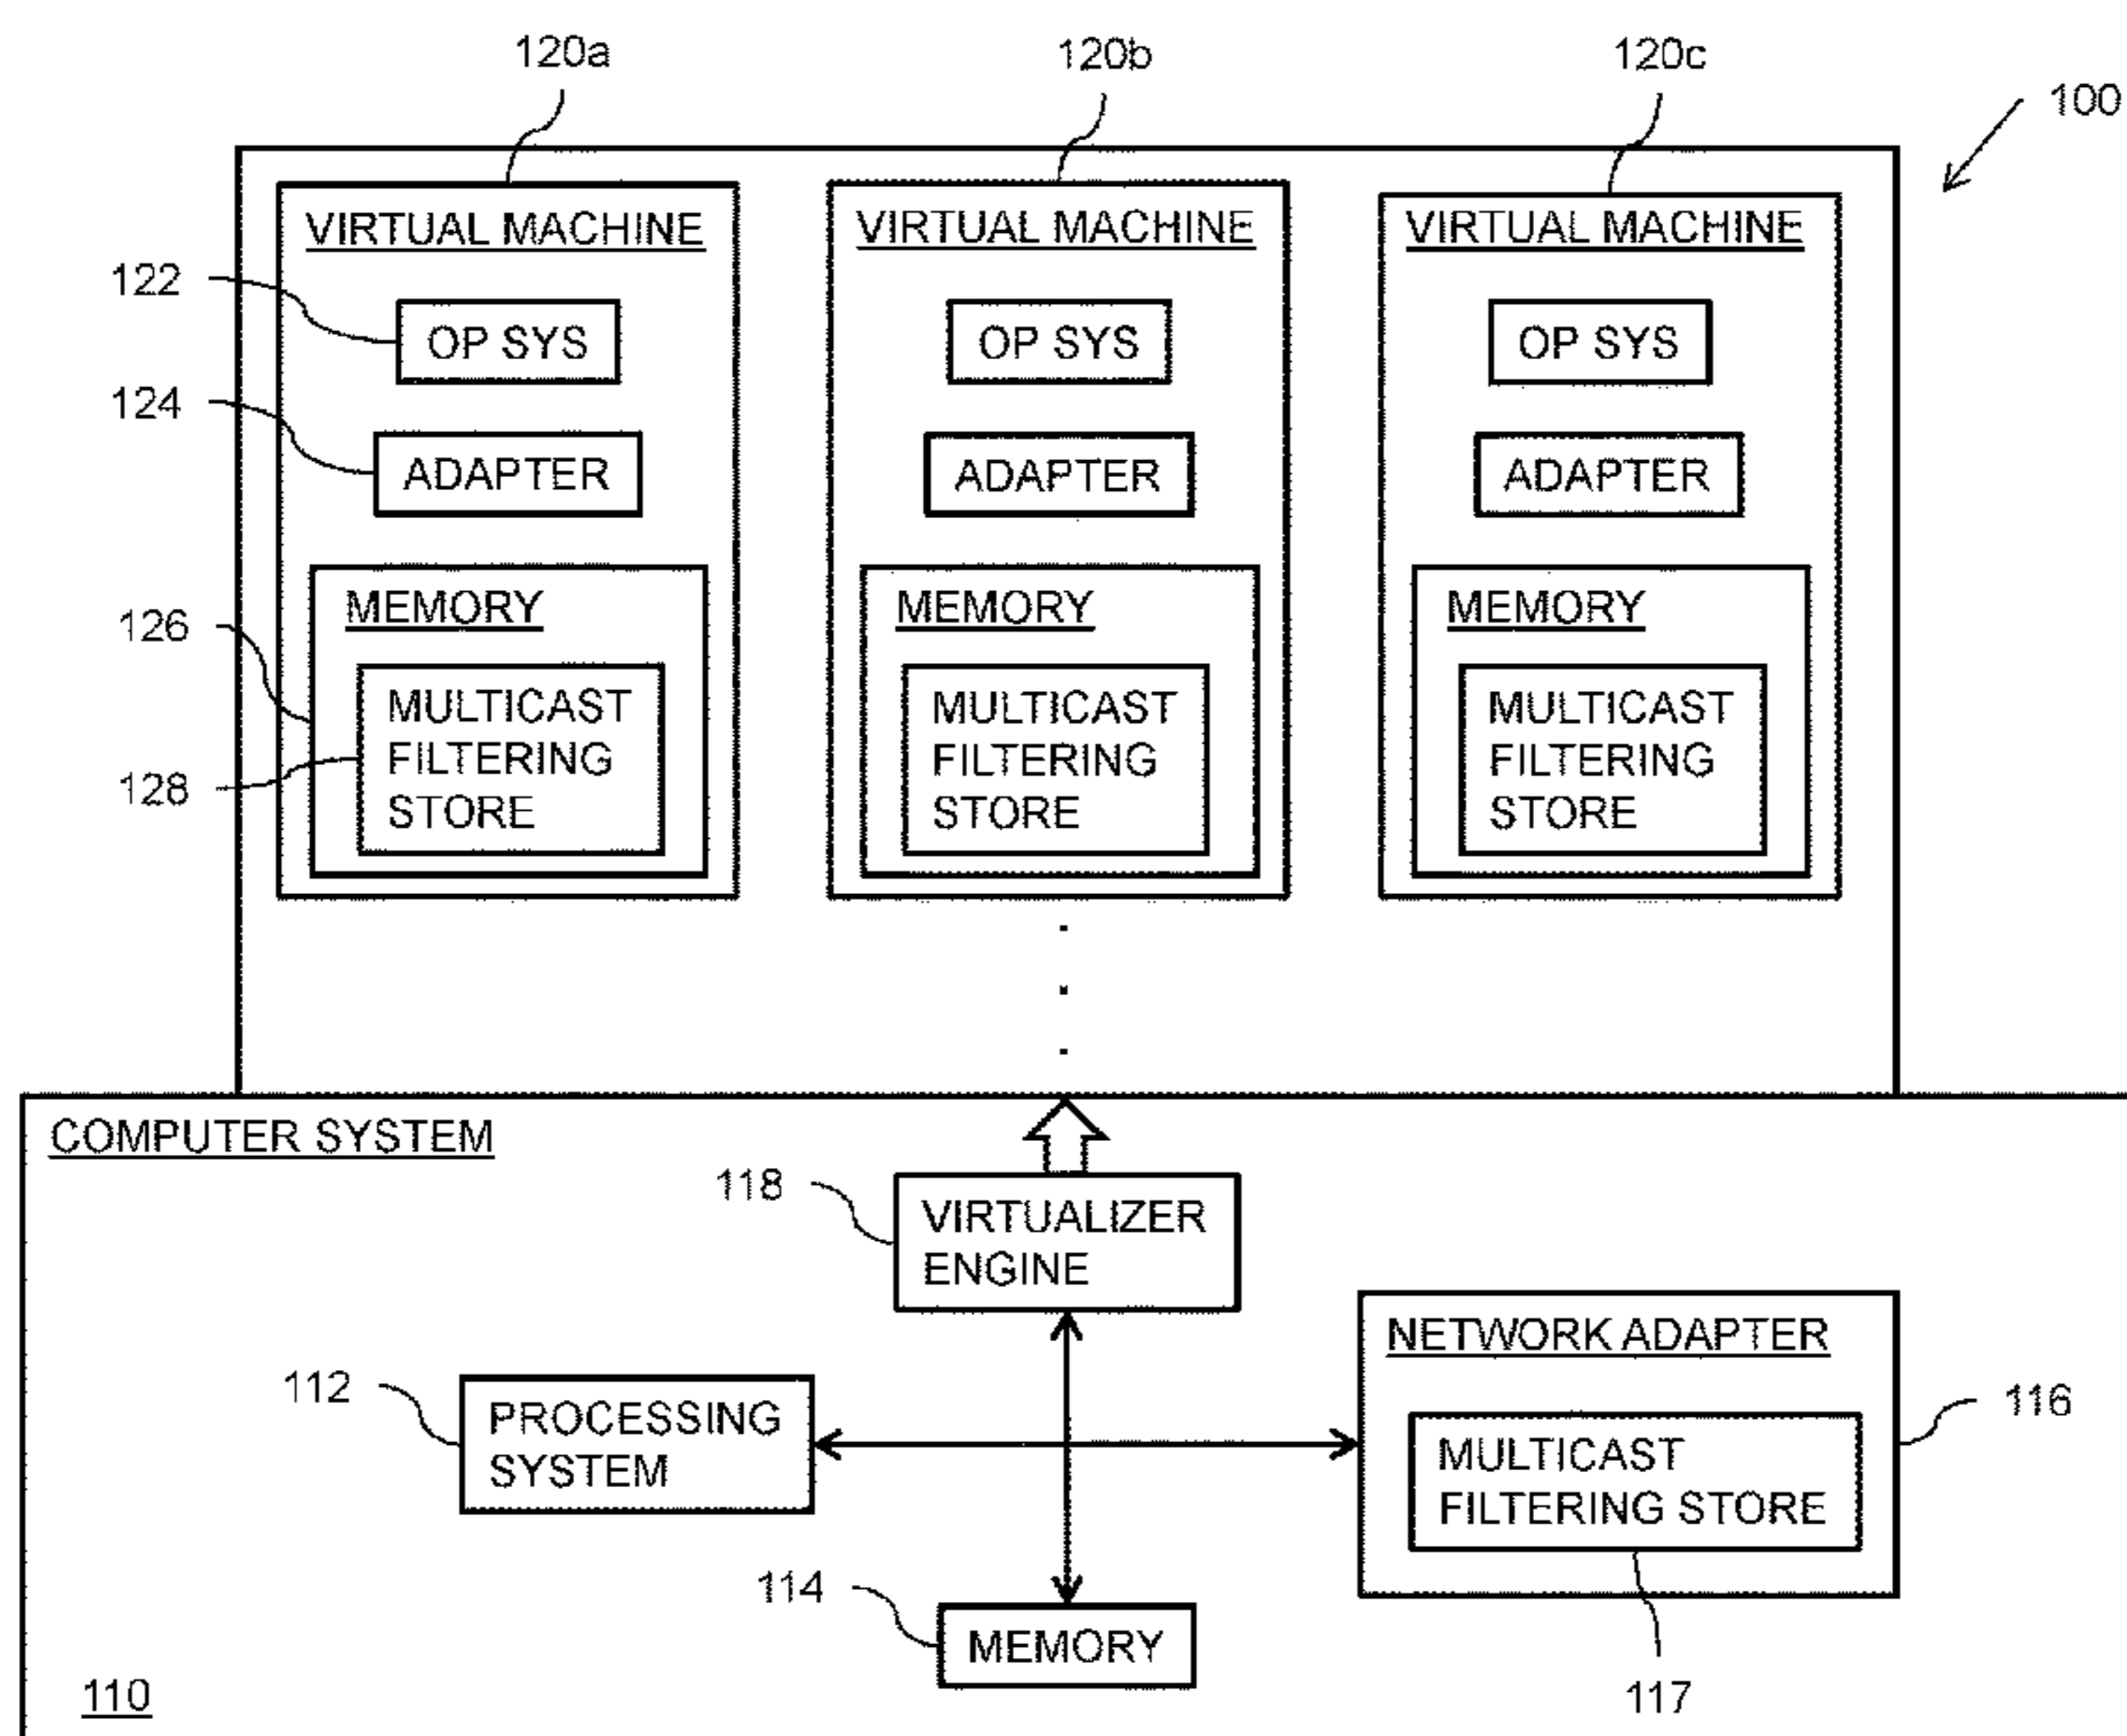 120a
120b
120c
100
VIRTUAL MACHINE
VIRTUAL MACHINE
VIRTUAL MACHINE
122
OP SYS
OP SYS
OP SYS
124
ADAPTER
ADAPTER
ADAPTER
126
MEMORY
MEMORY
MEMORY
128
MULTICAST
FILTERING
STORE
MULTICAST
FILTERING
STORE
MULTICAST
FILTERING
STORE
COMPUTER SYSTEM
118
VIRTUALIZER
ENGINE
NETWORK ADAPTER
112
PROCESSING
SYSTEM
116
MULTICAST
FILTERING STORE
114
MEMORY
117
110